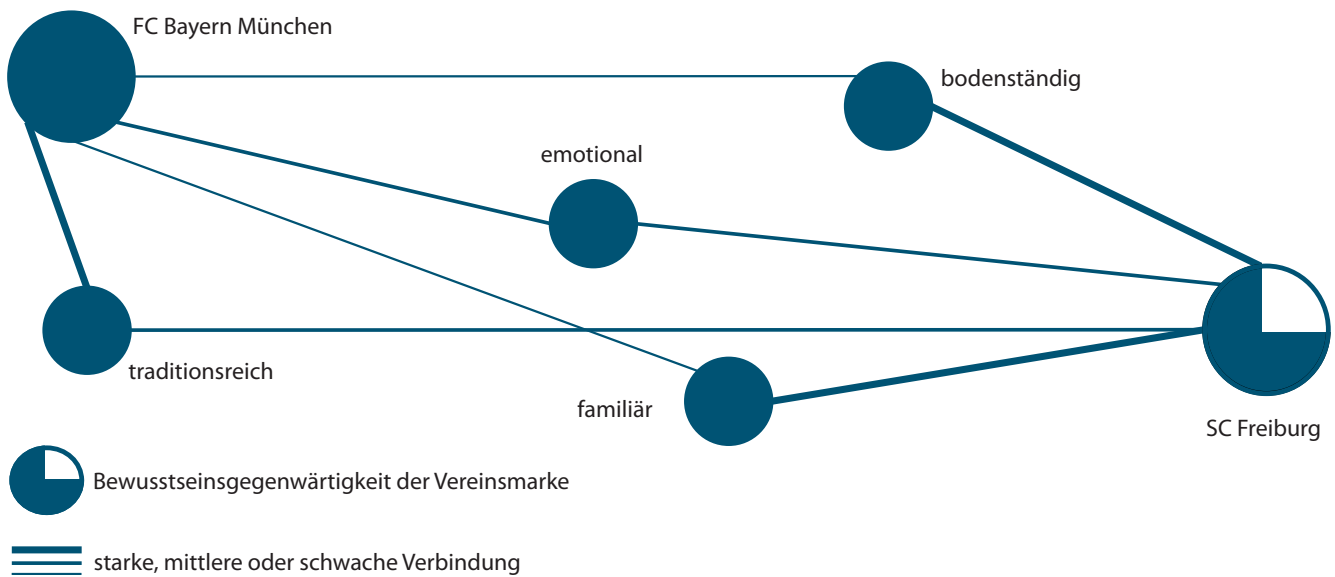 FC Bayern München
bodenständig
emotional
traditionsreich
familiär
SC Freiburg
Bewusstseinsgegenwärtigkeit der Vereinsmarke
starke, mittlere oder schwache Verbindung